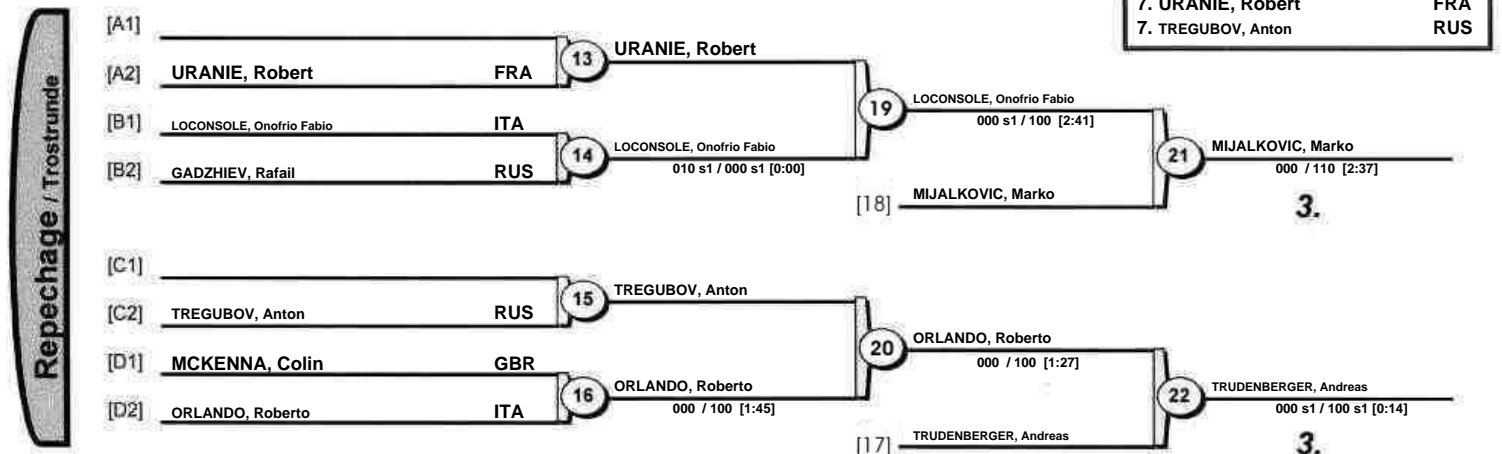 7. URANIE, Robert FRA
7. TREGUBOV, Anton RUS
Repechage / Trostrunde
[A1]
[A2] URANIE, Robert FRA
13 URANIE, Robert
[B1] LOCONSOLE, Onofrio Fabio ITA
[B2] GADZHIEV, Rafail RUS
14 LOCONSOLE, Onofrio Fabio
010 s1 / 000 s1 [0:00]
19 LOCONSOLE, Onofrio Fabio
000 s1 / 100 [2:41]
[18] MIJALKOVIC, Marko
21 MIJALKOVIC, Marko
000 / 110 [2:37]
3.
[C1]
[C2] TREGUBOV, Anton RUS
15 TREGUBOV, Anton
[D1] MCKENNA, Colin GBR
[D2] ORLANDO, Roberto ITA
16 ORLANDO, Roberto
000 / 100 [1:45]
20 ORLANDO, Roberto
000 / 100 [1:27]
[17] TRUDENBERGER, Andreas
22 TRUDENBERGER, Andreas
000 s1 / 100 s1 [0:14]
3.